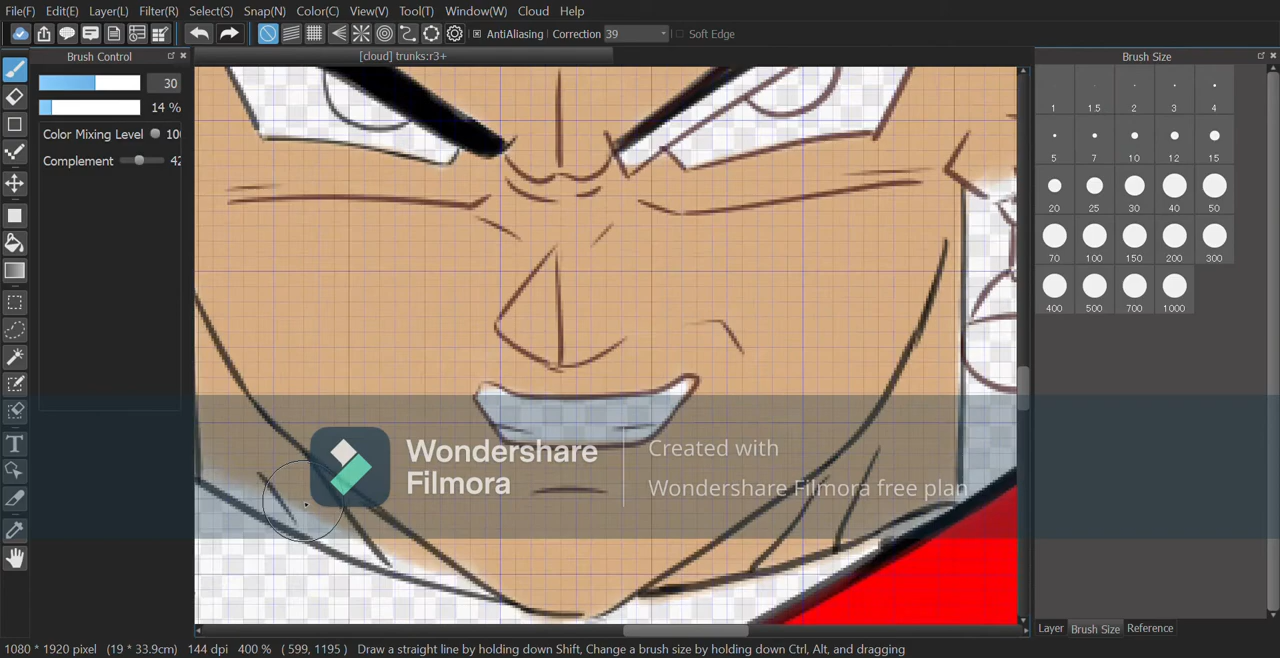 File(F) Edit(E) Layer(L) Filter(R) Select(S) Snap(N) Color(C) View(V) Tool(T) Window(W) Cloud Help
AntiAliasing Correction 39 Soft Edge
Brush Control
[cloud] trunks:r3+
Brush Size
30
14 %
Color Mixing Level 100
Complement 42
1 1.5 2 3 4
5 7 10 12 15
20 25 30 40 50
70 100 150 200 300
400 500 700 1000
Wondershare
Filmora
Created with
Wondershare Filmora free plan
Layer Brush Size Reference
1080 * 1920 pixel (19 * 33.9cm) 144 dpi 400 % ( 599, 1195 ) Draw a straight line by holding down Shift, Change a brush size by holding down Ctrl, Alt, and dragging